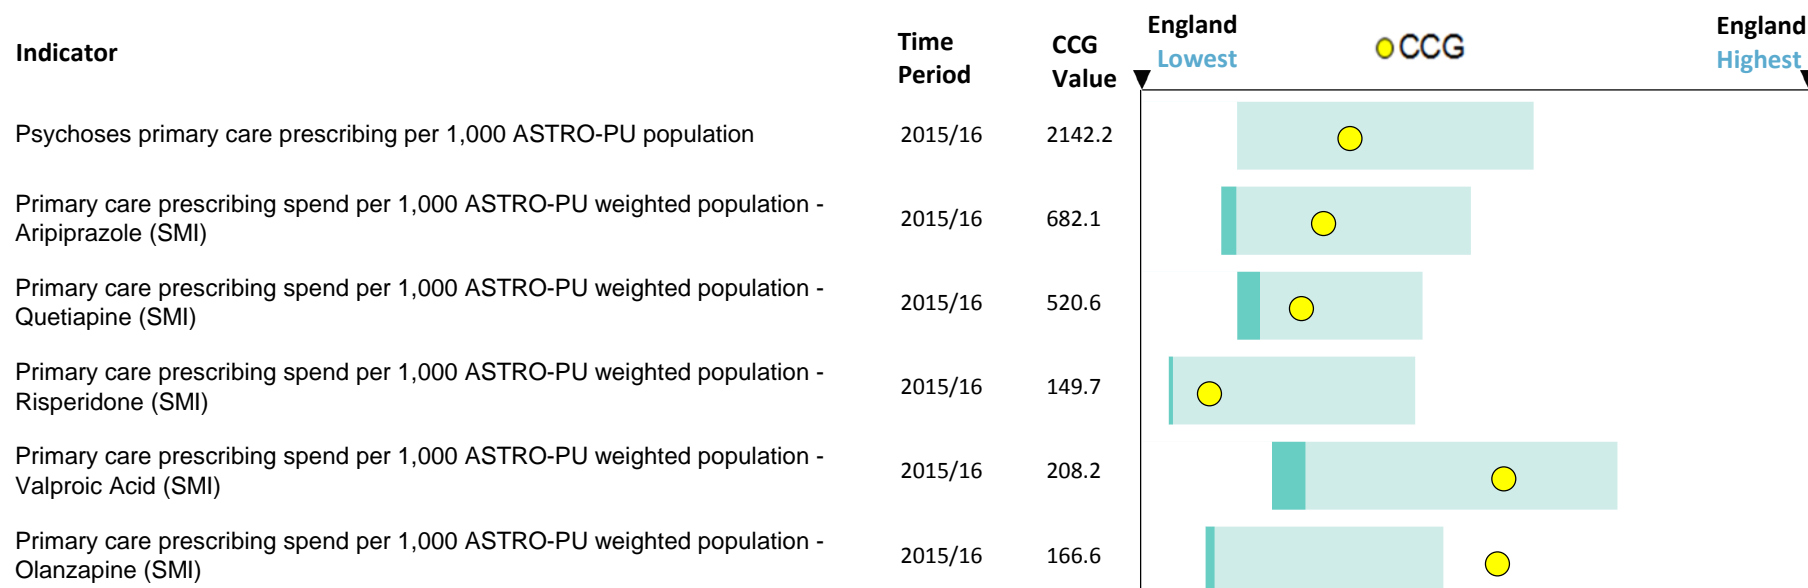 Indicator
Time
Period
CCG
Value
England
Lowest
CCG
England
Highest
Psychoses primary care prescribing per 1,000 ASTRO-PU population
2015/16
2142.2
Primary care prescribing spend per 1,000 ASTRO-PU weighted population -
Aripiprazole (SMI)
2015/16
682.1
Primary care prescribing spend per 1,000 ASTRO-PU weighted population -
Quetiapine (SMI)
2015/16
520.6
Primary care prescribing spend per 1,000 ASTRO-PU weighted population -
Risperidone (SMI)
2015/16
149.7
Primary care prescribing spend per 1,000 ASTRO-PU weighted population -
Valproic Acid (SMI)
2015/16
208.2
Primary care prescribing spend per 1,000 ASTRO-PU weighted population -
Olanzapine (SMI)
2015/16
166.6